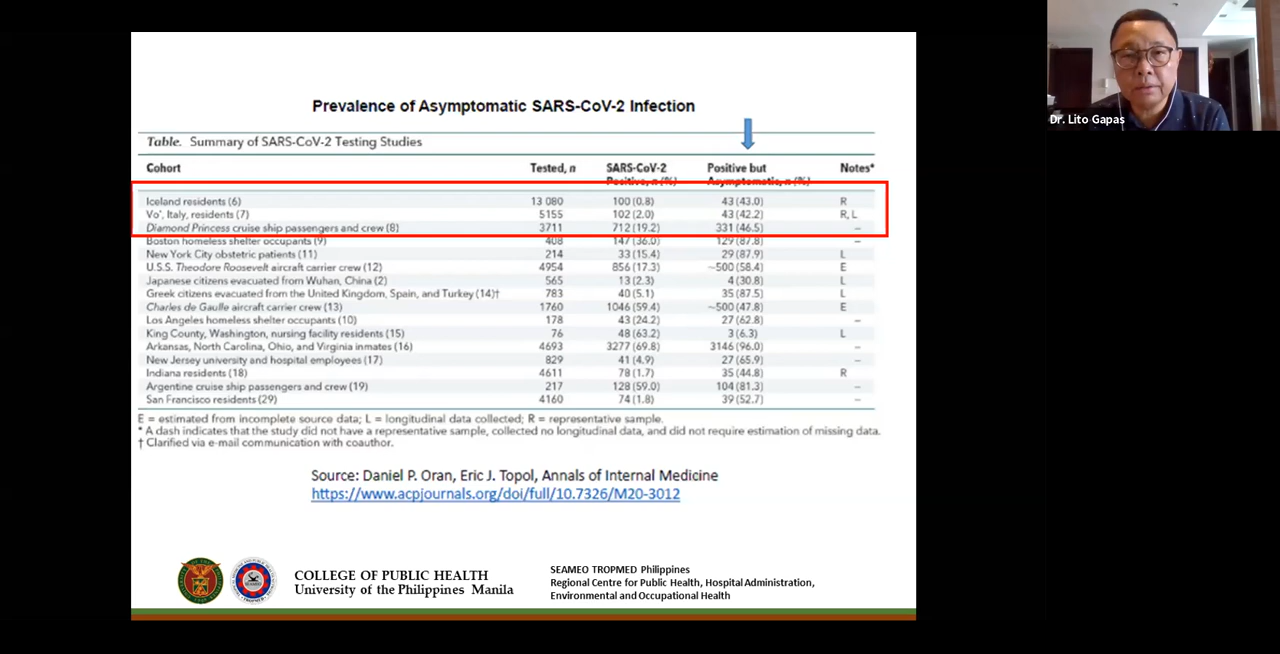 Prevalence of Asymptomatic SARS-CoV-2 Infection
Table. Summary of SARS-CoV-2 Testing Studies
Cohort Tested, n SARS-CoV-2 Positive, n (%) Positive but Asymptomatic, n (%) Notes*
Iceland residents (6) 13 080 100 (0.8) 43 (43.0) R
Vo', Italy, residents (7) 5155 102 (2.0) 43 (42.2) R, L
Diamond Princess cruise ship passengers and crew (8) 3711 712 (19.2) 331 (46.5) –
Boston homeless shelter occupants (9) 408 147 (36.0) 129 (87.8) –
New York City obstetric patients (11) 214 33 (15.4) 29 (87.9) L
U.S.S. Theodore Roosevelt aircraft carrier crew (12) 4954 856 (17.3) ~500 (58.4) E
Japanese citizens evacuated from Wuhan, China (2) 565 13 (2.3) 4 (30.8) L
Greek citizens evacuated from the United Kingdom, Spain, and Turkey (14)† 783 40 (5.1) 35 (87.5) L
Charles de Gaulle aircraft carrier crew (13) 1760 1046 (59.4) ~500 (47.8) E
Los Angeles homeless shelter occupants (10) 178 43 (24.2) 27 (62.8) –
King County, Washington, nursing facility residents (15) 76 48 (63.2) 3 (6.3) L
Arkansas, North Carolina, Ohio, and Virginia inmates (16) 4693 3277 (69.8) 3146 (96.0) –
New Jersey university and hospital employees (17) 829 41 (4.9) 27 (65.9) –
Indiana residents (18) 4611 78 (1.7) 35 (44.8) R
Argentine cruise ship passengers and crew (19) 217 128 (59.0) 104 (81.3) –
San Francisco residents (29) 4160 74 (1.8) 39 (52.7) –
E = estimated from incomplete source data; L = longitudinal data collected; R = representative sample.
* A dash indicates that the study did not have a representative sample, collected no longitudinal data, and did not require estimation of missing data.
† Clarified via e-mail communication with coauthor.
Source: Daniel P. Oran, Eric J. Topol, Annals of Internal Medicine
https://www.acpjournals.org/doi/full/10.7326/M20-3012
COLLEGE OF PUBLIC HEALTH
University of the Philippines Manila
SEAMEO TROPMED Philippines
Regional Centre for Public Health, Hospital Administration,
Environmental and Occupational Health
Dr. Lito Gapas